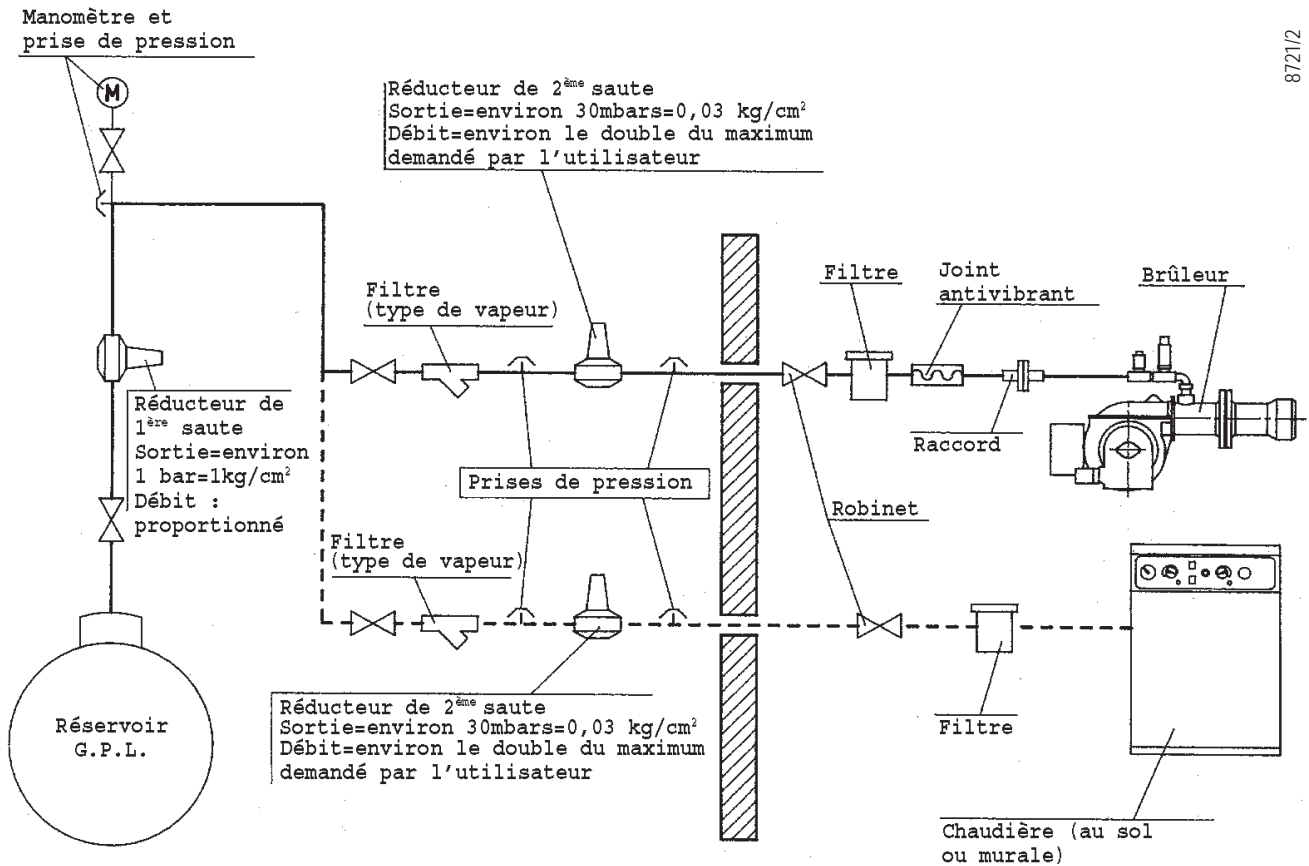 Manomètre et
prise de pression
8721/2
M
Réducteur de 2ème saute
Sortie=environ 30mbars=0,03 kg/cm²
Débit=environ le double du maximum
demandé par l'utilisateur
Filtre
(type de vapeur)
Filtre
Joint
antivibrant
Brûleur
Réducteur de
1ère saute
Sortie=environ
1 bar=1kg/cm²
Débit :
proportionné
Raccord
Prises de pression
Robinet
Filtre
(type de vapeur)
Réservoir
G.P.L.
Réducteur de 2ème saute
Sortie=environ 30mbars=0,03 kg/cm²
Débit=environ le double du maximum
demandé par l'utilisateur
Filtre
Chaudière (au sol
ou murale)